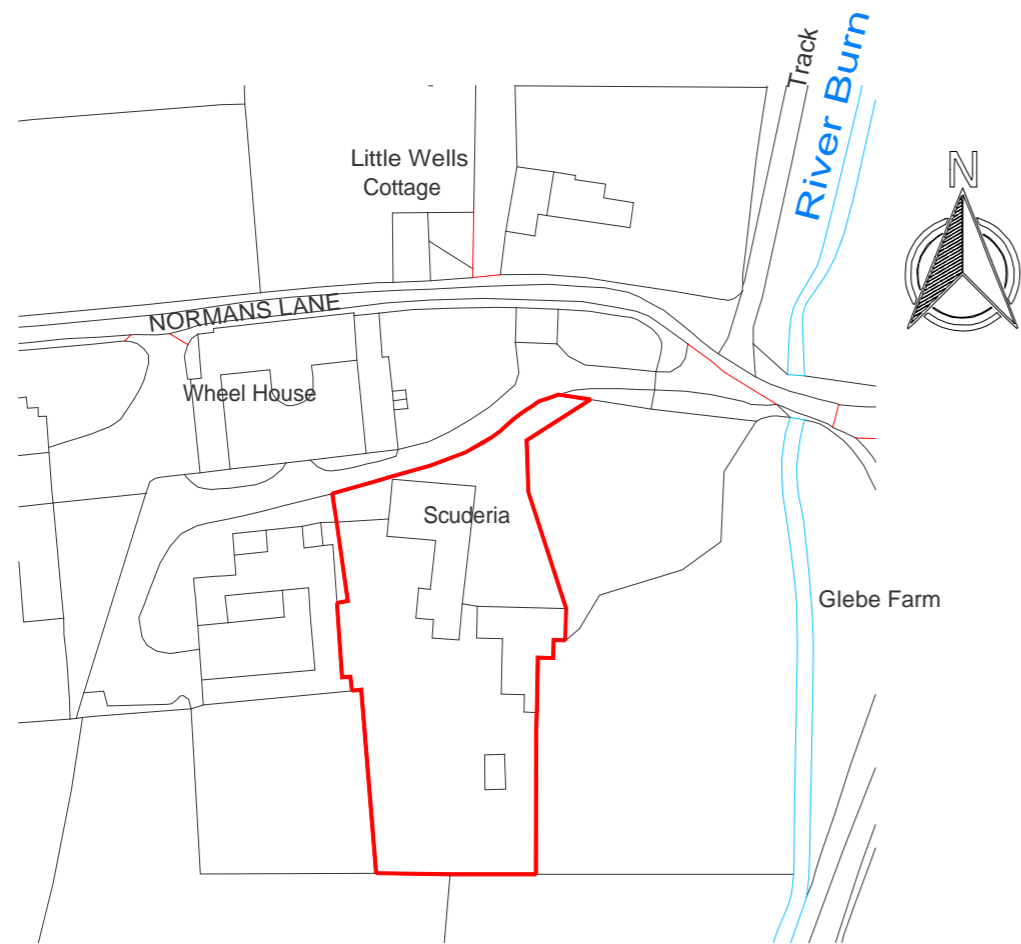 Track
River Burn
N
Little Wells
Cottage
NORMANS LANE
Wheel House
Scuderia
Glebe Farm